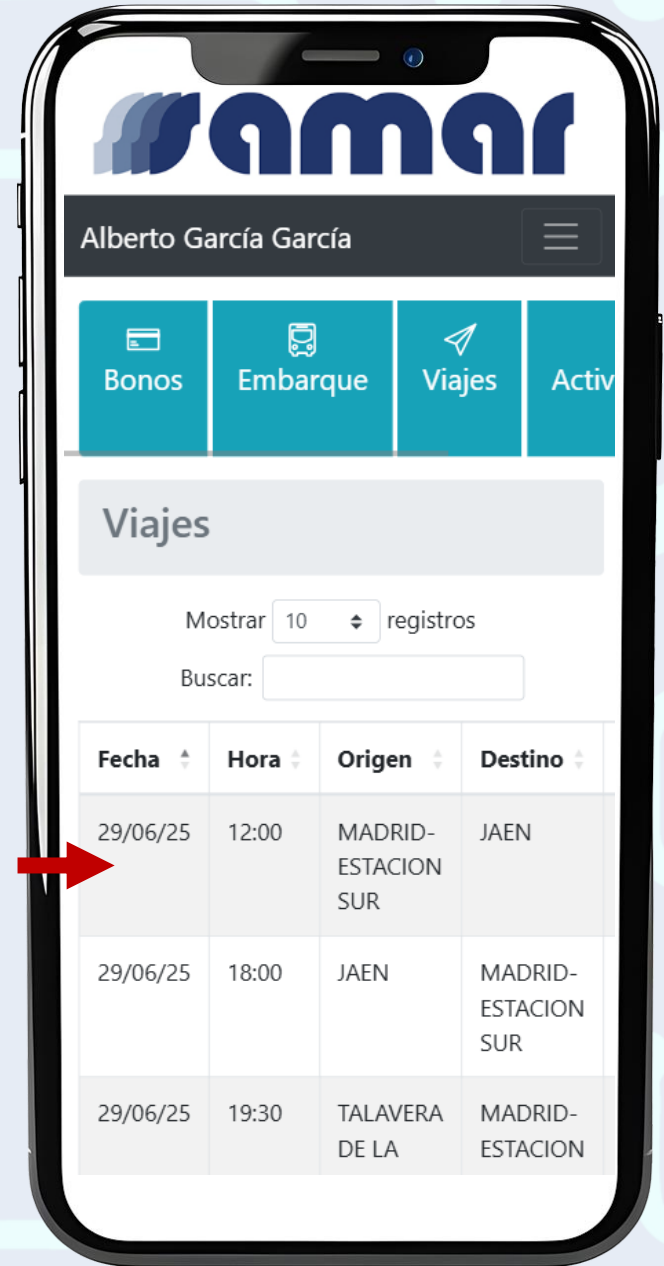 samar
Alberto García García
Bonos Embarque Viajes Activ
Viajes
Mostrar 10 registros
Buscar:
Fecha Hora Origen Destino
29/06/25 12:00 MADRID- JAEN
ESTACION
SUR
29/06/25 18:00 JAEN MADRID-
ESTACION
SUR
29/06/25 19:30 TALAVERA MADRID-
DE LA ESTACION